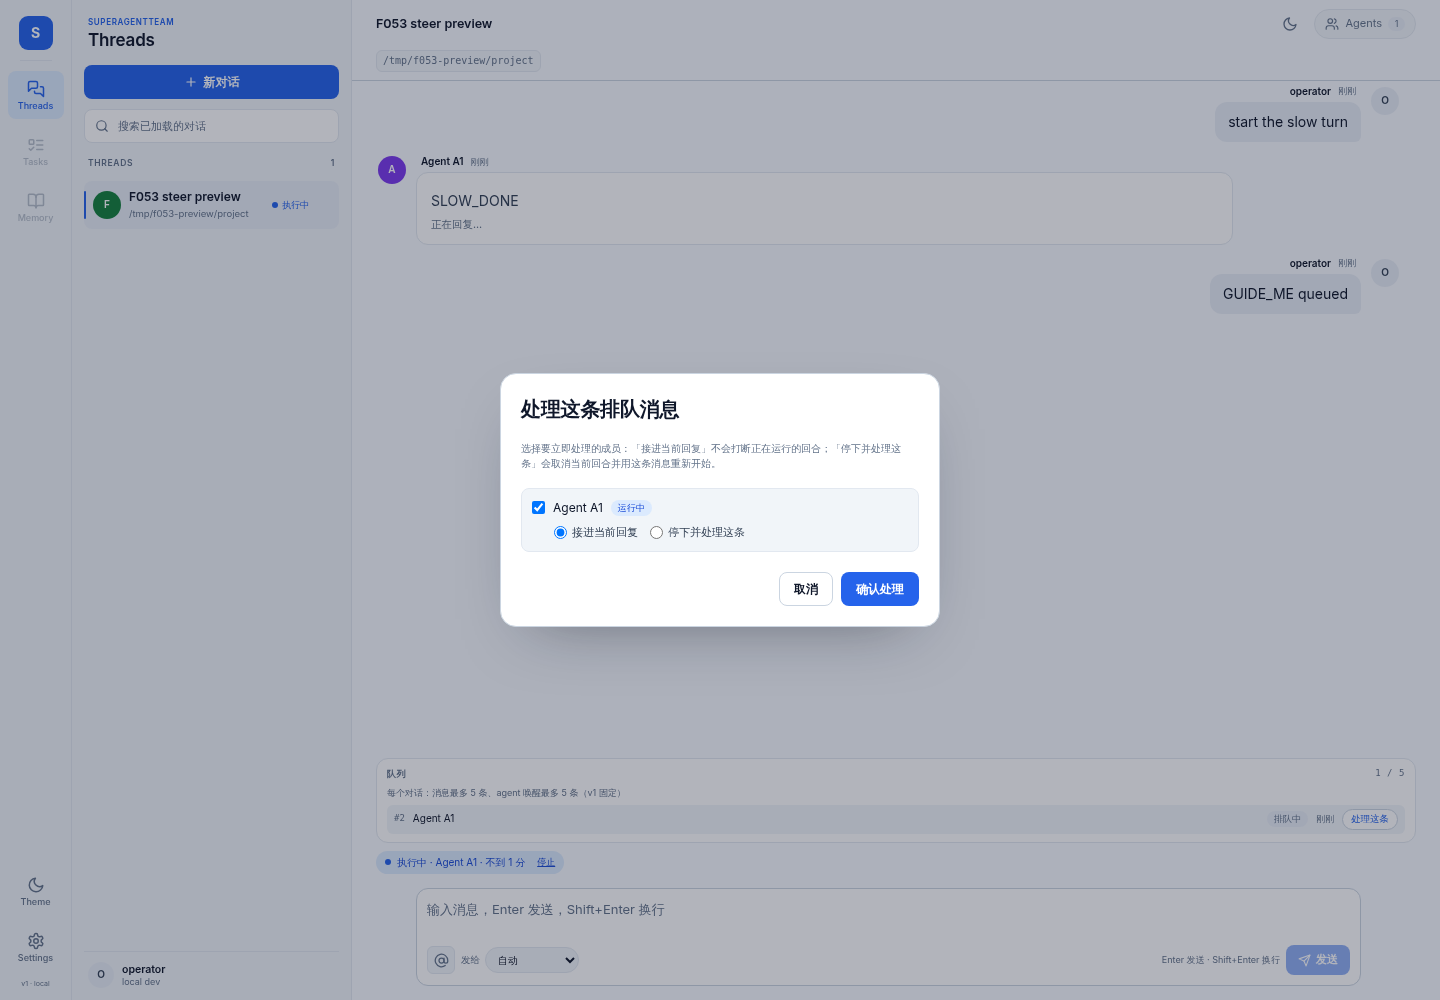 S
Threads
Tasks
Memory
Theme
Settings
v1 · local
SUPERAGENTTEAM
Threads
新对话
搜索已加载的对话
THREADS 1
F
F053 steer preview
/tmp/f053-preview/project
执行中
O
operator
local dev
F053 steer preview
Agents 1
/tmp/f053-preview/project
operator 刚刚
O
start the slow turn
A
Agent A1 刚刚
SLOW_DONE
正在回复...
operator 刚刚
O
GUIDE_ME queued
处理这条排队消息
选择要立即处理的成员：「接进当前回复」不会打断正在运行的回合；「停下并处理这
条」会取消当前回合并用这条消息重新开始。
Agent A1 运行中
接进当前回复 停下并处理这条
取消 确认处理
队列 1 / 5
每个对话：消息最多 5 条、agent 唤醒最多 5 条（v1 固定）
#2 Agent A1 排队中 刚刚 处理这条
执行中 · Agent A1 · 不到 1 分 停止
输入消息，Enter 发送，Shift+Enter 换行
发给 自动 Enter 发送 · Shift+Enter 换行 发送